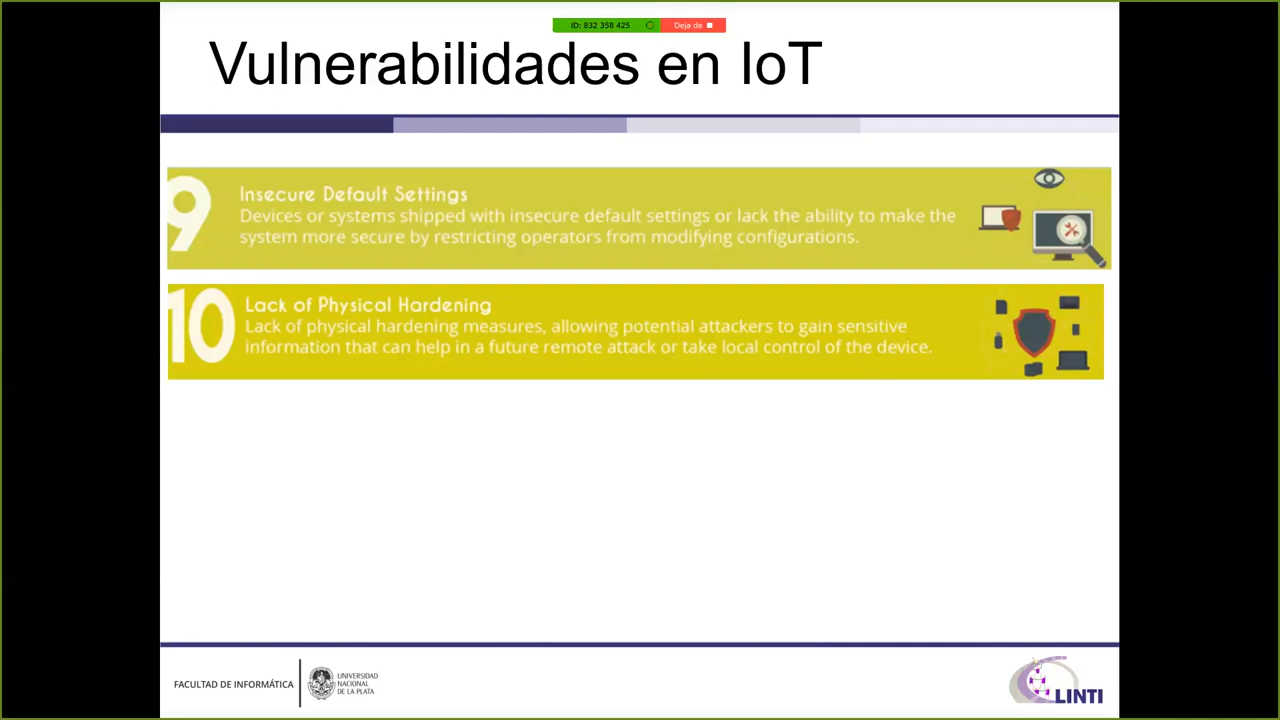 ID: 832 358 425 Deja de
Vulnerabilidades en IoT
9 Insecure Default Settings
Devices or systems shipped with insecure default settings or lack the ability to make the
system more secure by restricting operators from modifying configurations.
10 Lack of Physical Hardening
Lack of physical hardening measures, allowing potential attackers to gain sensitive
information that can help in a future remote attack or take local control of the device.
FACULTAD DE INFORMÁTICA
UNIVERSIDAD
NACIONAL
DE LA PLATA
LINTI